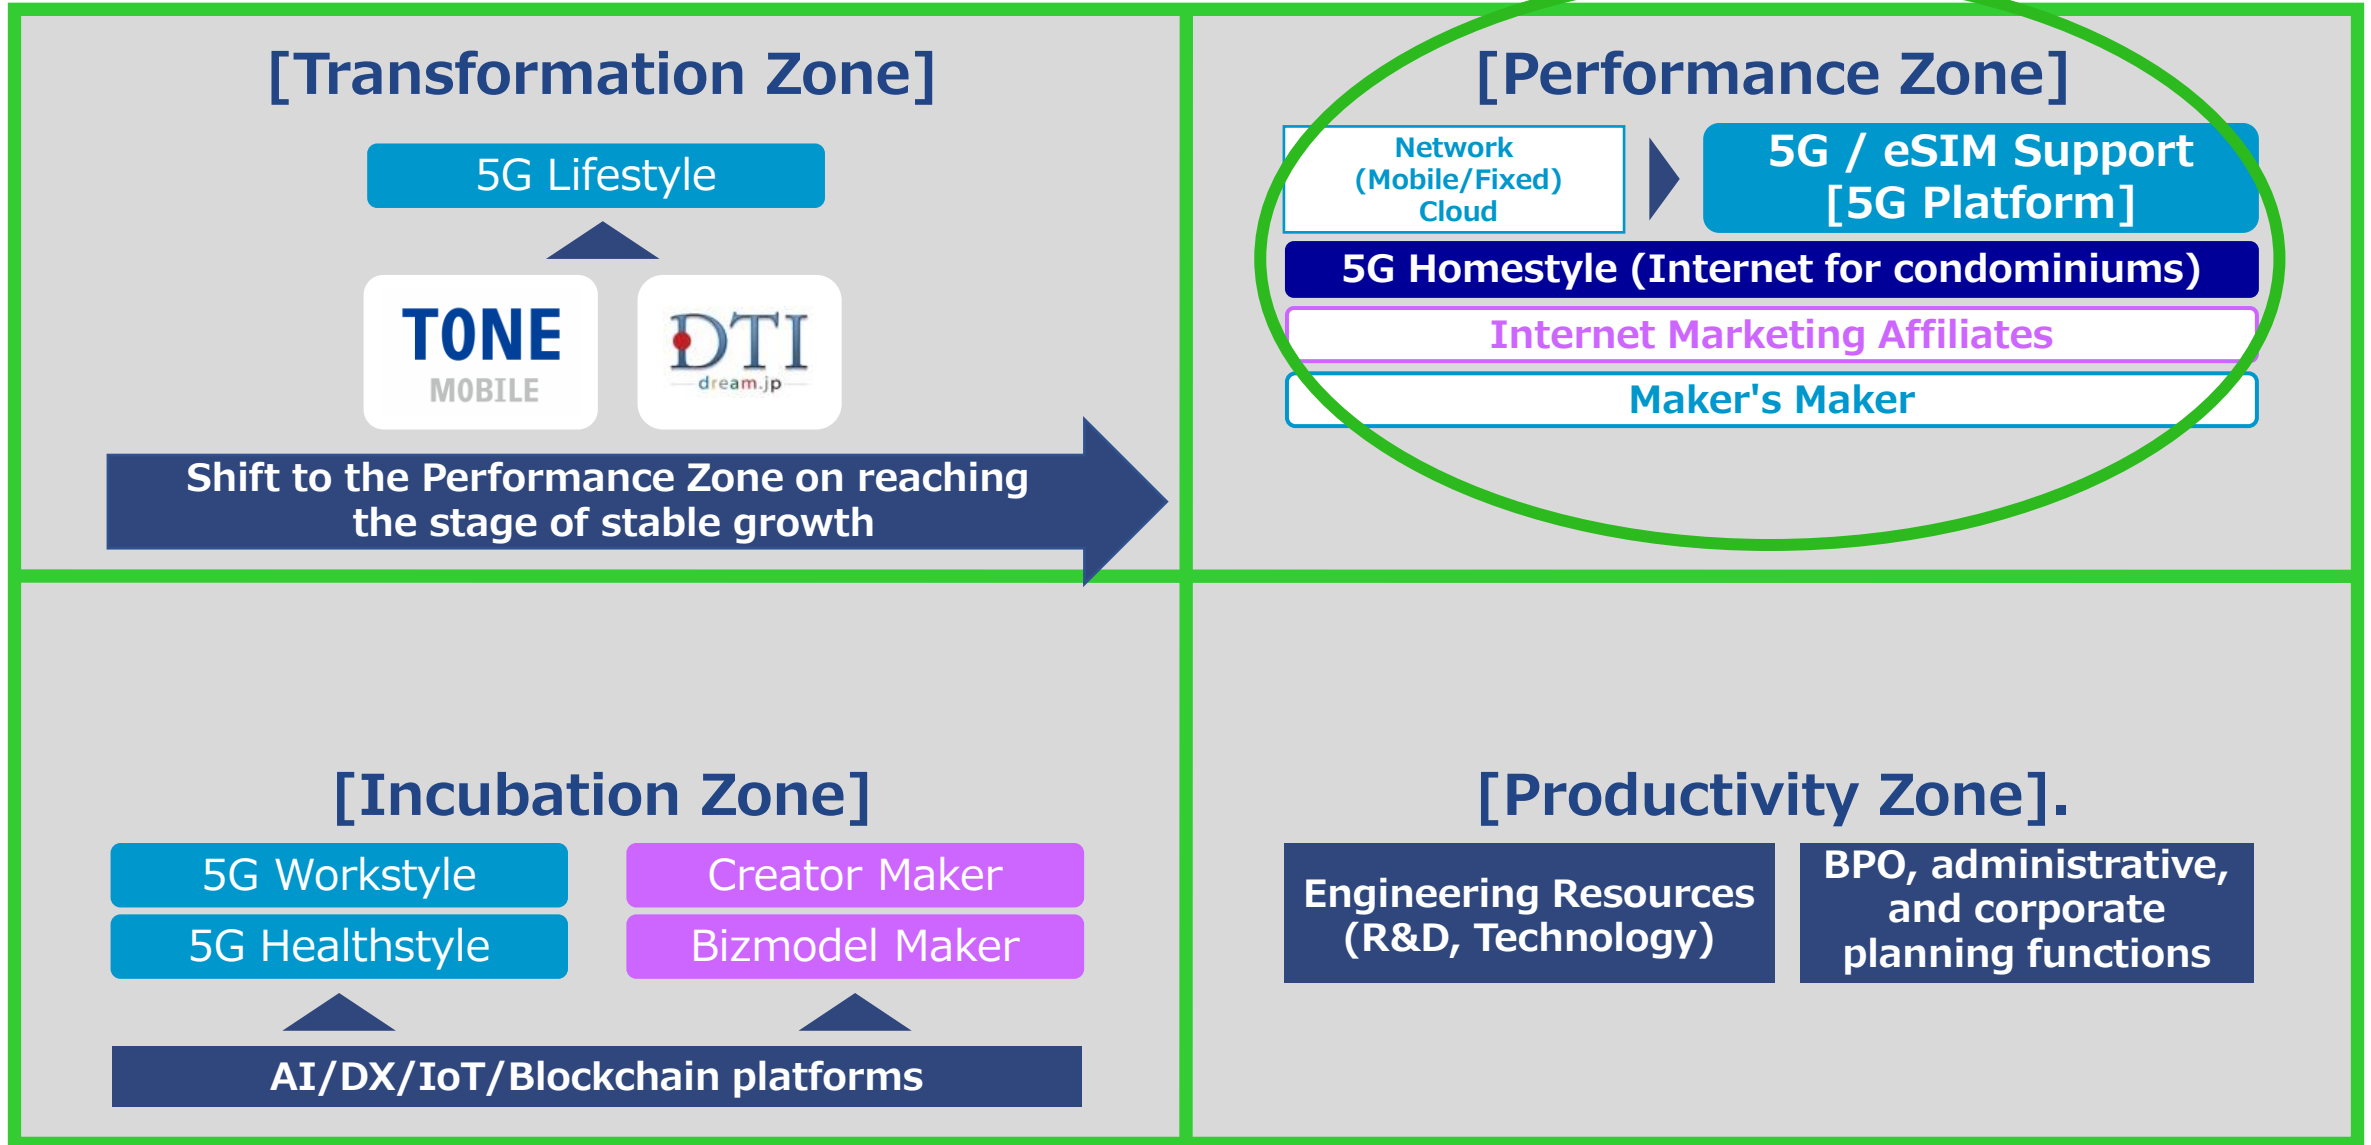 [Transformation Zone]
5G Lifestyle
TONE
MOBILE
DTI
dream.jp
Shift to the Performance Zone on reaching
the stage of stable growth
[Performance Zone]
Network
(Mobile/Fixed)
Cloud
5G / eSIM Support
[5G Platform]
5G Homestyle (Internet for condominiums)
Internet Marketing Affiliates
Maker's Maker
[Incubation Zone]
5G Workstyle
Creator Maker
5G Healthstyle
Bizmodel Maker
AI/DX/IoT/Blockchain platforms
[Productivity Zone].
Engineering Resources
(R&D, Technology)
BPO, administrative,
and corporate
planning functions